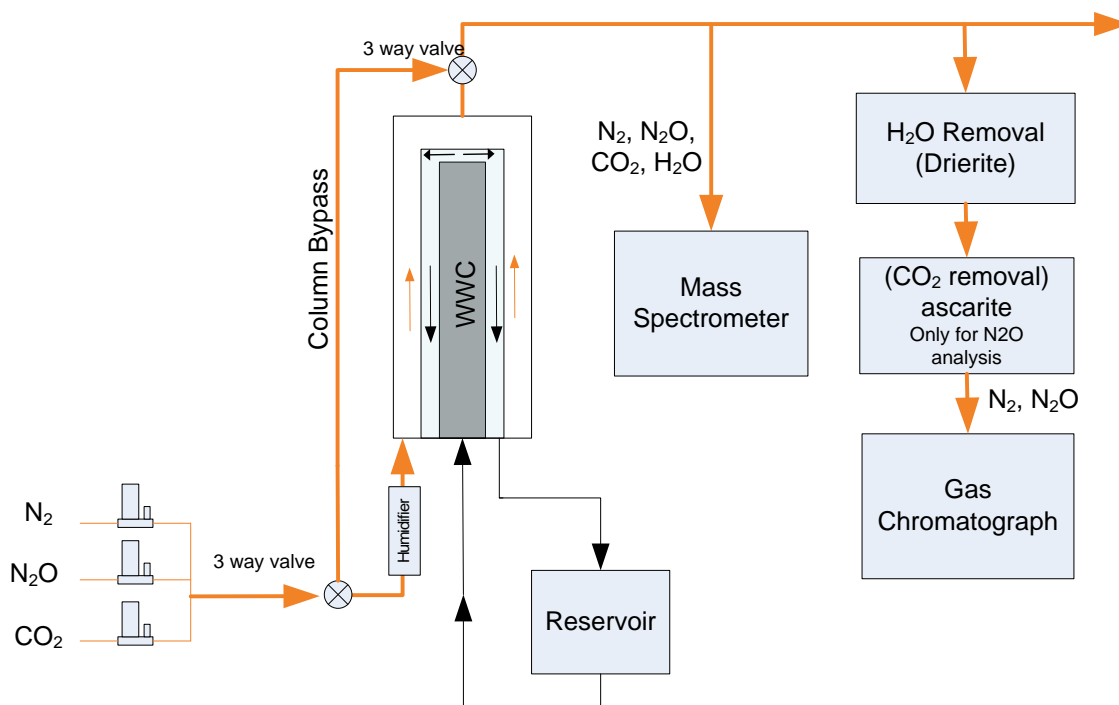 3 way valve
Column Bypass
WWC
N₂, N₂O,
CO₂, H₂O
H₂O Removal
(Drierite)
Mass
Spectrometer
(CO₂ removal)
ascarite
Only for N2O
analysis
N₂, N₂O
Gas
Chromatograph
Humidifier
N₂
N₂O
CO₂
3 way valve
Reservoir